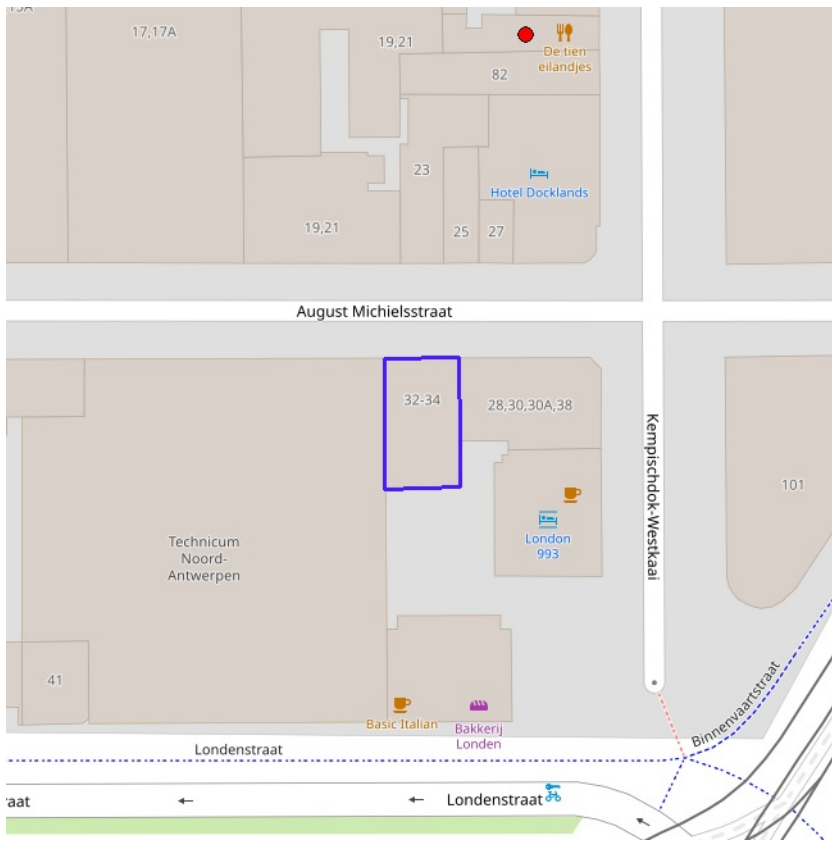 17,17A
19,21
De tien
eilandjes
82
23
Hotel Docklands
19,21
25
27
August Michielsstraat
32-34
28,30,30A,38
Kempischdok-Westkaai
101
London
993
Technicum
Noord-
Antwerpen
41
Basic Italian
Bakkerij
Londen
Binnenvaartstraat
Londenstraat
Londenstraat